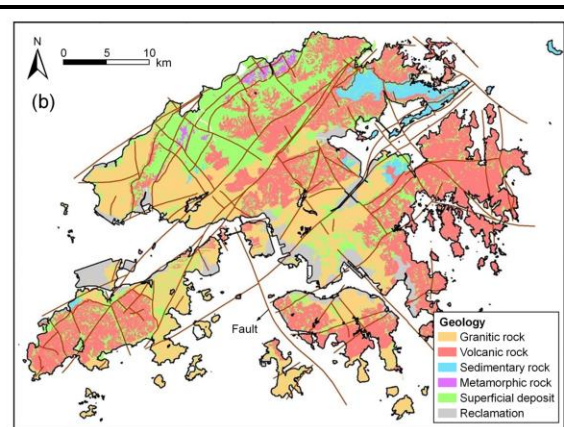 N
0 5 10
km
(b)
Fault
Geology
Granitic rock
Volcanic rock
Sedimentary rock
Metamorphic rock
Superficial deposit
Reclamation